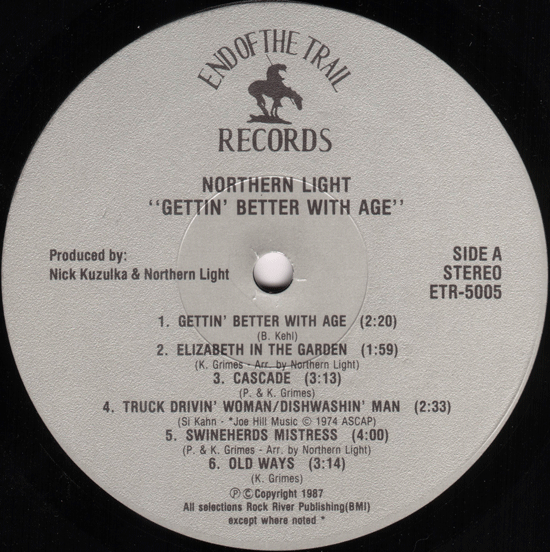 END OF THE TRAIL
RECORDS
NORTHERN LIGHT
"GETTIN' BETTER WITH AGE"
Produced by:
Nick Kuzulka & Northern Light
SIDE A
STEREO
ETR-5005
1. GETTIN' BETTER WITH AGE (2:20)
(B. Kehl)
2. ELIZABETH IN THE GARDEN (1:59)
(K. Grimes - Arr. by Northern Light)
3. CASCADE (3:13)
(P. & K. Grimes)
4. TRUCK DRIVIN' WOMAN/DISHWASHIN' MAN (2:33)
(Si Kahn - *Joe Hill Music © 1974 ASCAP)
5. SWINEHERDS MISTRESS (4:00)
(P. & K. Grimes - Arr. by Northern Light)
6. OLD WAYS (3:14)
(K. Grimes)
℗ © Copyright 1987
All selections Rock River Publishing(BMI)
except where noted *